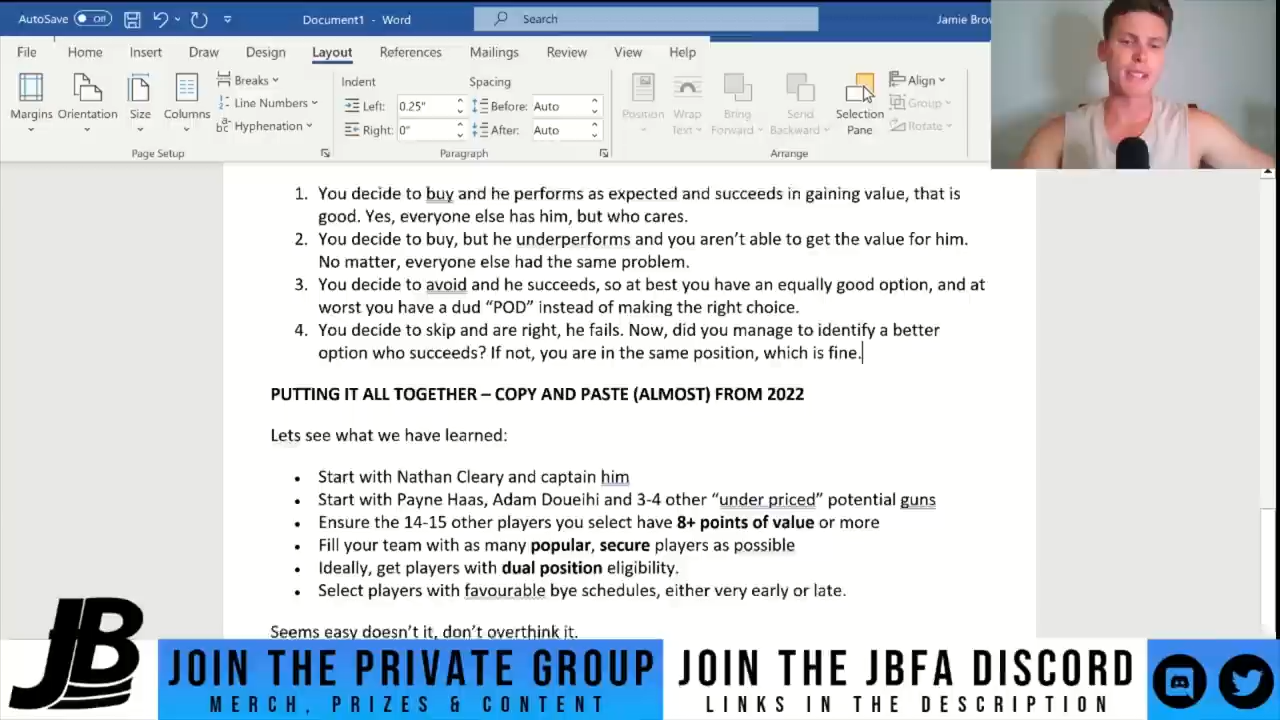 AutoSave Off Document1 - Word Search Jamie Brow
File Home Insert Draw Design Layout References Mailings Review View Help
Margins Orientation Size Columns Breaks Line Numbers Hyphenation
Page Setup
Indent Spacing
Left: 0.25" Before: Auto
Right: 0" After: Auto
Paragraph
Position Wrap Text Bring Forward Send Backward Selection Pane Align Group Rotate
Arrange
1. You decide to buy and he performs as expected and succeeds in gaining value, that is
good. Yes, everyone else has him, but who cares.
2. You decide to buy, but he underperforms and you aren't able to get the value for him.
No matter, everyone else had the same problem.
3. You decide to avoid and he succeeds, so at best you have an equally good option, and at
worst you have a dud “POD” instead of making the right choice.
4. You decide to skip and are right, he fails. Now, did you manage to identify a better
option who succeeds? If not, you are in the same position, which is fine.
PUTTING IT ALL TOGETHER – COPY AND PASTE (ALMOST) FROM 2022
Lets see what we have learned:
• Start with Nathan Cleary and captain him
• Start with Payne Haas, Adam Doueihi and 3-4 other “under priced” potential guns
• Ensure the 14-15 other players you select have 8+ points of value or more
• Fill your team with as many popular, secure players as possible
• Ideally, get players with dual position eligibility.
• Select players with favourable bye schedules, either very early or late.
Seems easy doesn't it, don't overthink it.
JB
JOIN THE PRIVATE GROUP
MERCH, PRIZES & CONTENT
JOIN THE JBFA DISCORD
LINKS IN THE DESCRIPTION